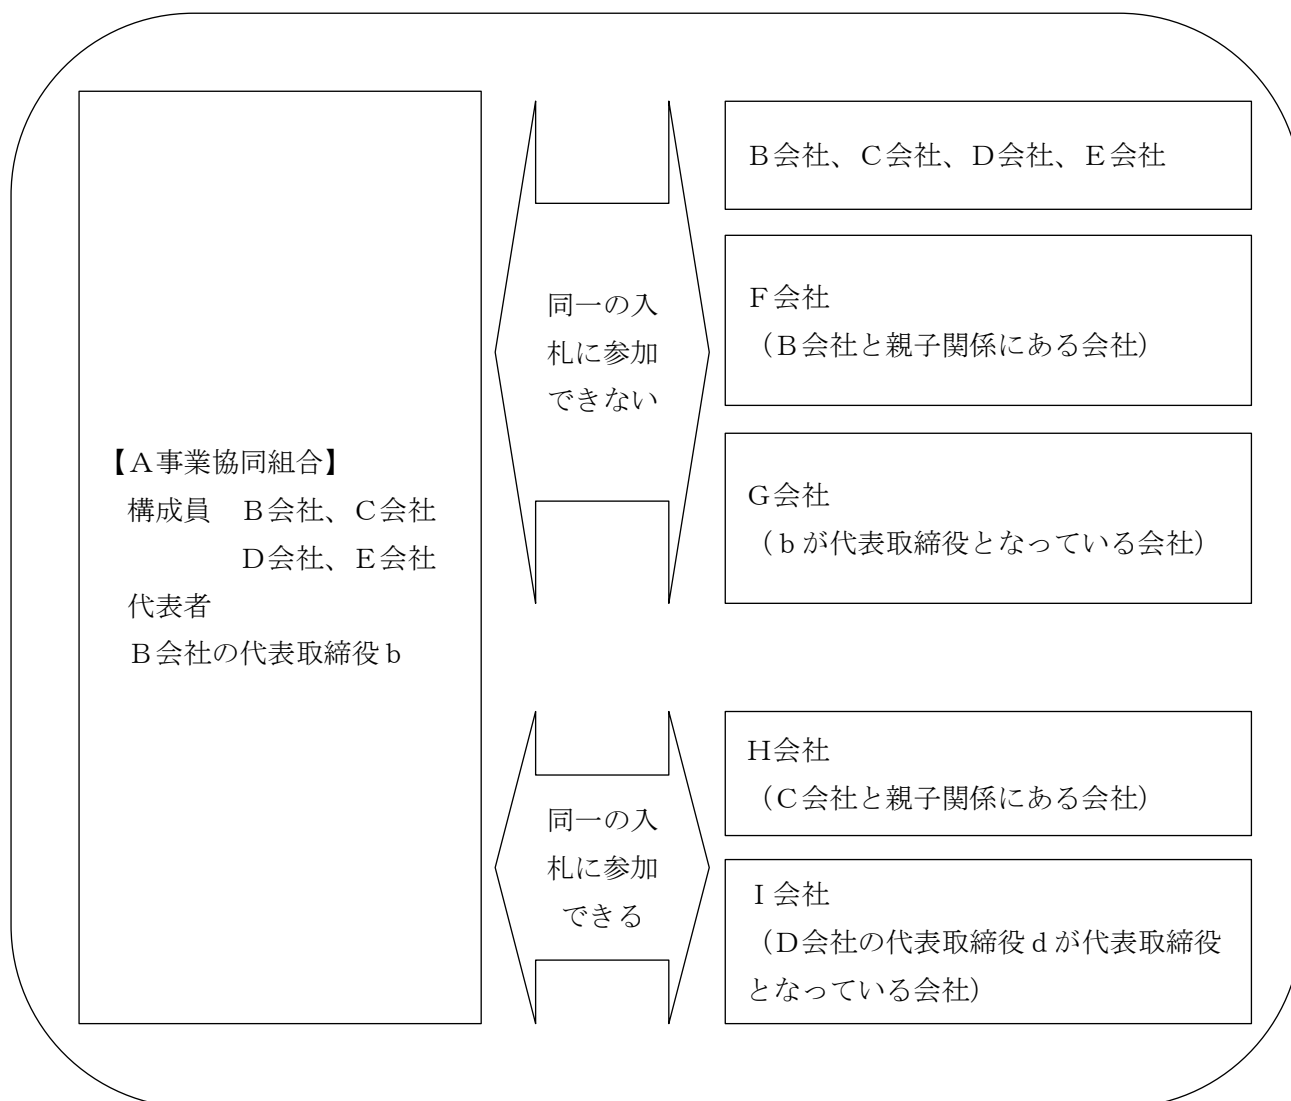 【Ａ事業協同組合】
構成員　Ｂ会社、Ｃ会社
Ｄ会社、Ｅ会社
代表者
Ｂ会社の代表取締役ｂ
同一の入
札に参加
できない
Ｂ会社、Ｃ会社、Ｄ会社、Ｅ会社
Ｆ会社
（Ｂ会社と親子関係にある会社）
Ｇ会社
（ｂが代表取締役となっている会社）
同一の入
札に参加
できる
Ｈ会社
（Ｃ会社と親子関係にある会社）
Ｉ会社
（Ｄ会社の代表取締役ｄが代表取締役
となっている会社）